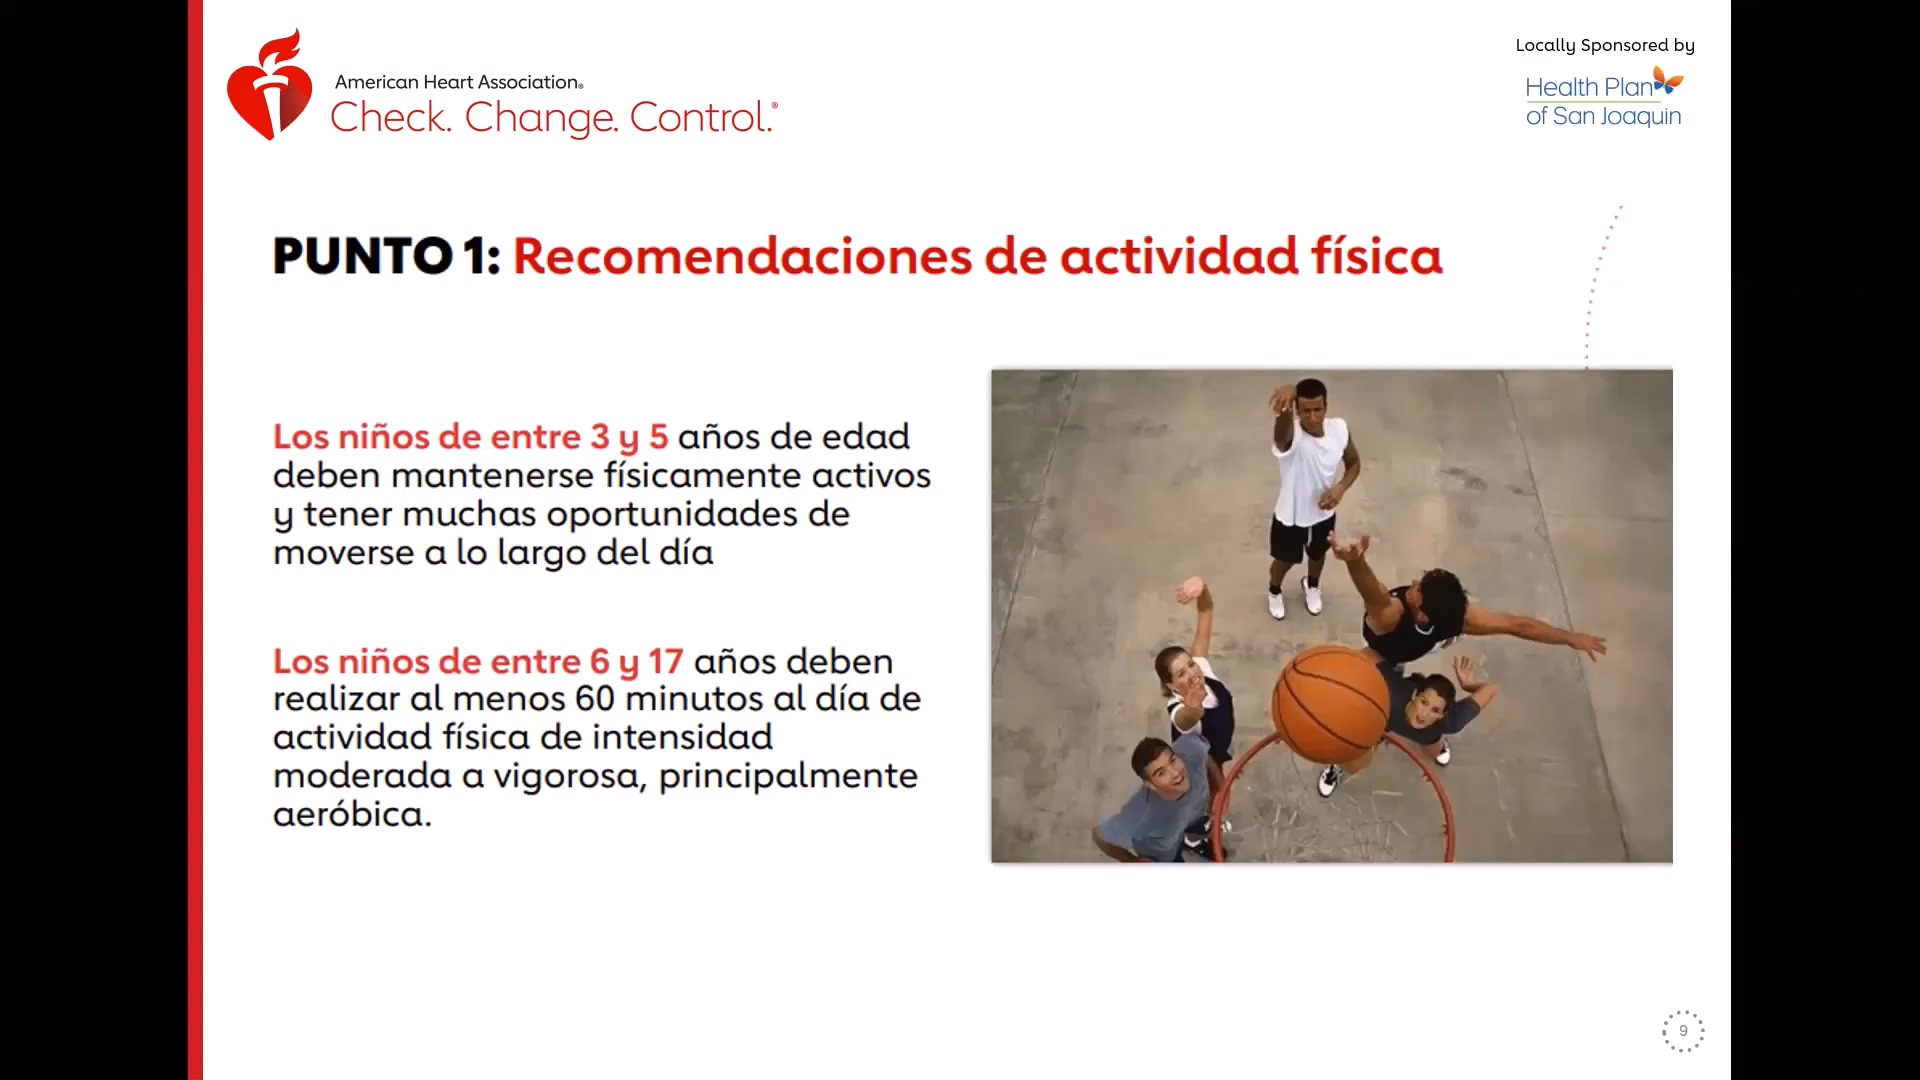 American Heart Association®
Check. Change. Control.®
Locally Sponsored by
Health Plan
of San Joaquin
PUNTO 1: Recomendaciones de actividad física
Los niños de entre 3 y 5 años de edad
deben mantenerse físicamente activos
y tener muchas oportunidades de
moverse a lo largo del día
Los niños de entre 6 y 17 años deben
realizar al menos 60 minutos al día de
actividad física de intensidad
moderada a vigorosa, principalmente
aeróbica.
9